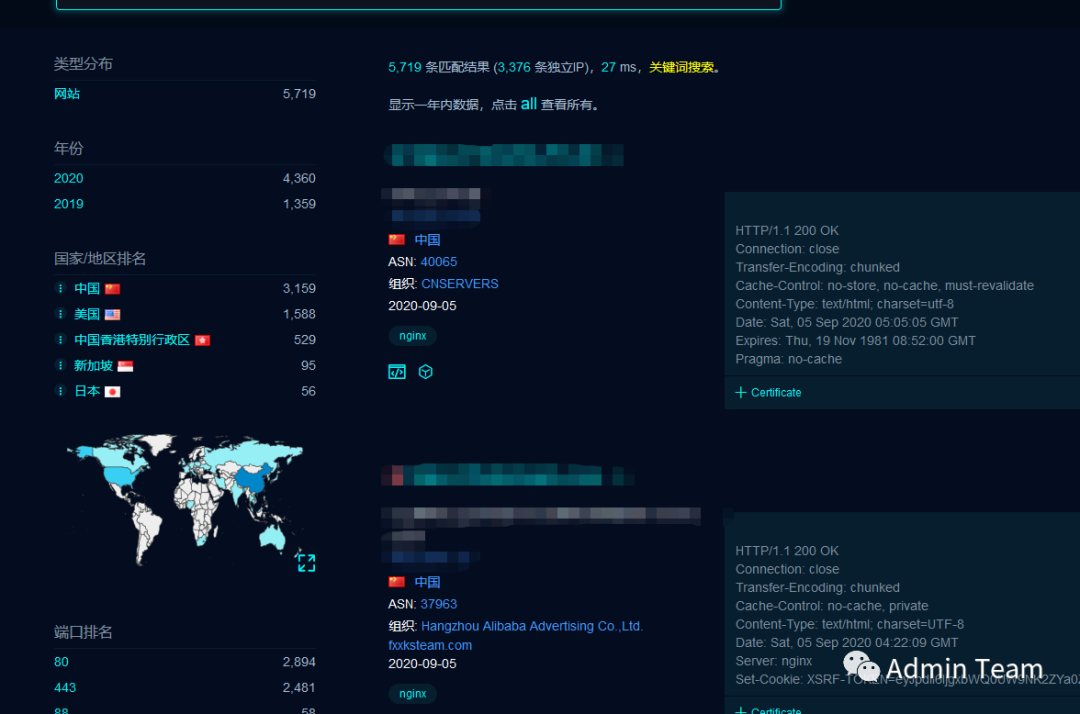 类型分布
网站 5,719
年份
2020 4,360
2019 1,359
国家/地区排名
中国 3,159
美国 1,588
中国香港特别行政区 529
新加坡 95
日本 56
端口排名
80 2,894
443 2,481
88 58
5,719 条匹配结果 (3,376 条独立IP)，27 ms，关键词搜索。
显示一年内数据，点击 all 查看所有。
中国
ASN: 40065
组织: CNSERVERS
2020-09-05
nginx
HTTP/1.1 200 OK
Connection: close
Transfer-Encoding: chunked
Cache-Control: no-store, no-cache, must-revalidate
Content-Type: text/html; charset=utf-8
Date: Sat, 05 Sep 2020 05:05:05 GMT
Expires: Thu, 19 Nov 1981 08:52:00 GMT
Pragma: no-cache
Certificate
中国
ASN: 37963
组织: Hangzhou Alibaba Advertising Co.,Ltd.
fxxksteam.com
2020-09-05
nginx
HTTP/1.1 200 OK
Connection: close
Transfer-Encoding: chunked
Cache-Control: no-cache, private
Content-Type: text/html; charset=UTF-8
Date: Sat, 05 Sep 2020 04:22:09 GMT
Server: nginx
Set-Cookie:
Certificate
Admin Team